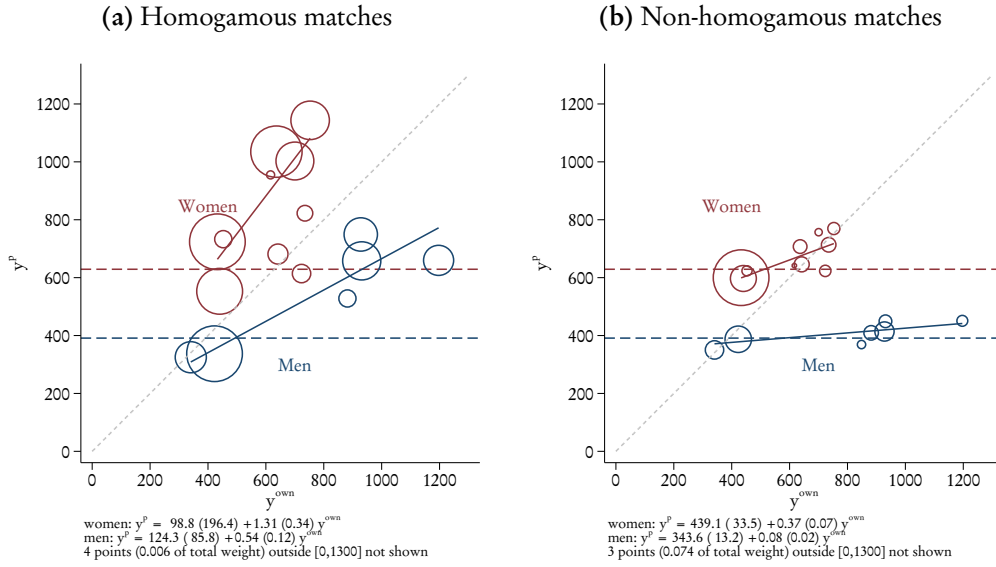 (a) Homogamous matches
1200
1000
800
600
400
200
0
yᵖ
Women
Men
0 200 400 600 800 1000 1200
yᵒʷⁿ
women: yᵖ = 98.8 (196.4) +1.31 (0.34) yᵒʷⁿ
men: yᵖ = 124.3 ( 85.8) +0.54 (0.12) yᵒʷⁿ
4 points (0.006 of total weight) outside [0,1300] not shown
(b) Non-homogamous matches
1200
1000
800
600
400
200
0
yᵖ
Women
Men
0 200 400 600 800 1000 1200
yᵒʷⁿ
women: yᵖ = 439.1 ( 33.5) +0.37 (0.07) yᵒʷⁿ
men: yᵖ = 343.6 ( 13.2) +0.08 (0.02) yᵒʷⁿ
3 points (0.074 of total weight) outside [0,1300] not shown